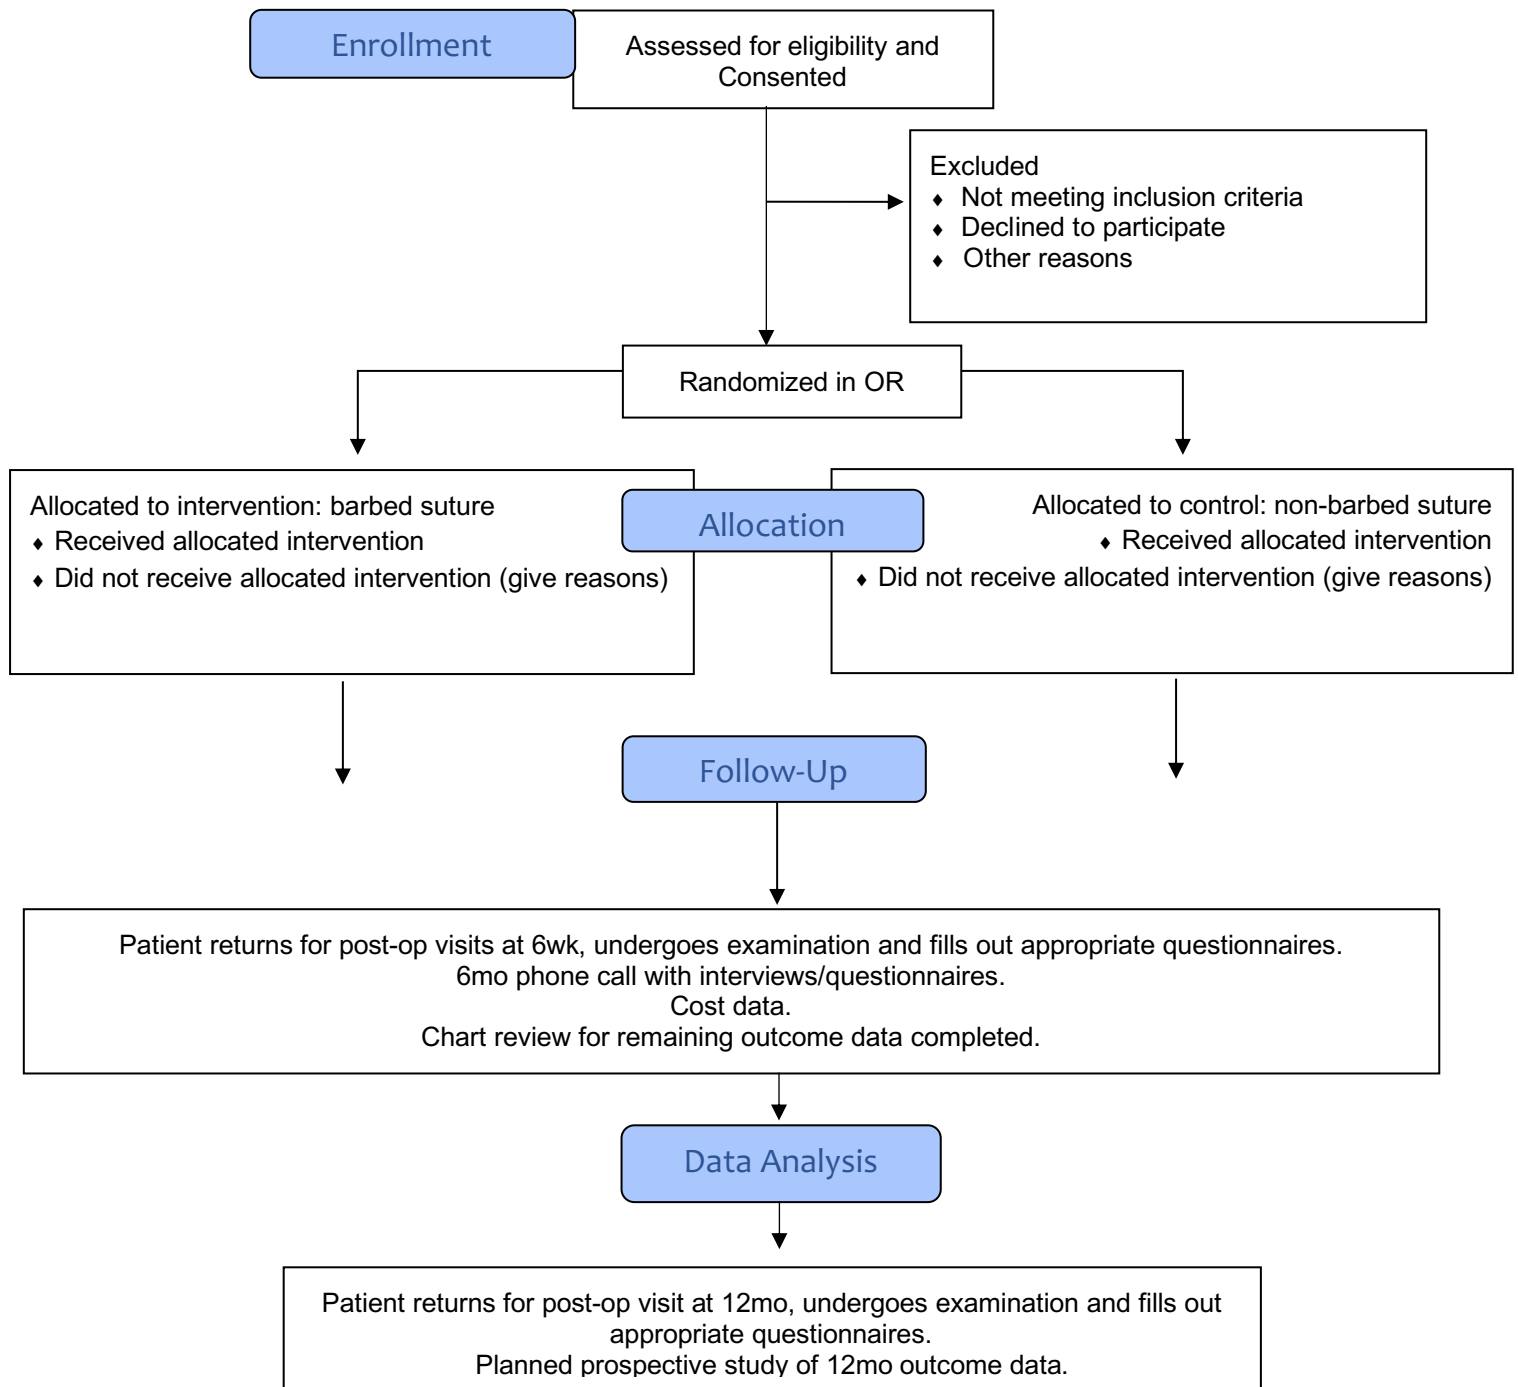 Enrollment
Assessed for eligibility and
Consented
Excluded
♦ Not meeting inclusion criteria
♦ Declined to participate
♦ Other reasons
Randomized in OR
Allocated to intervention: barbed suture
♦ Received allocated intervention
♦ Did not receive allocated intervention (give reasons)
Allocation
Allocated to control: non-barbed suture
♦ Received allocated intervention
♦ Did not receive allocated intervention (give reasons)
Follow-Up
Patient returns for post-op visits at 6wk, undergoes examination and fills out appropriate questionnaires.
6mo phone call with interviews/questionnaires.
Cost data.
Chart review for remaining outcome data completed.
Data Analysis
Patient returns for post-op visit at 12mo, undergoes examination and fills out
appropriate questionnaires.
Planned prospective study of 12mo outcome data.